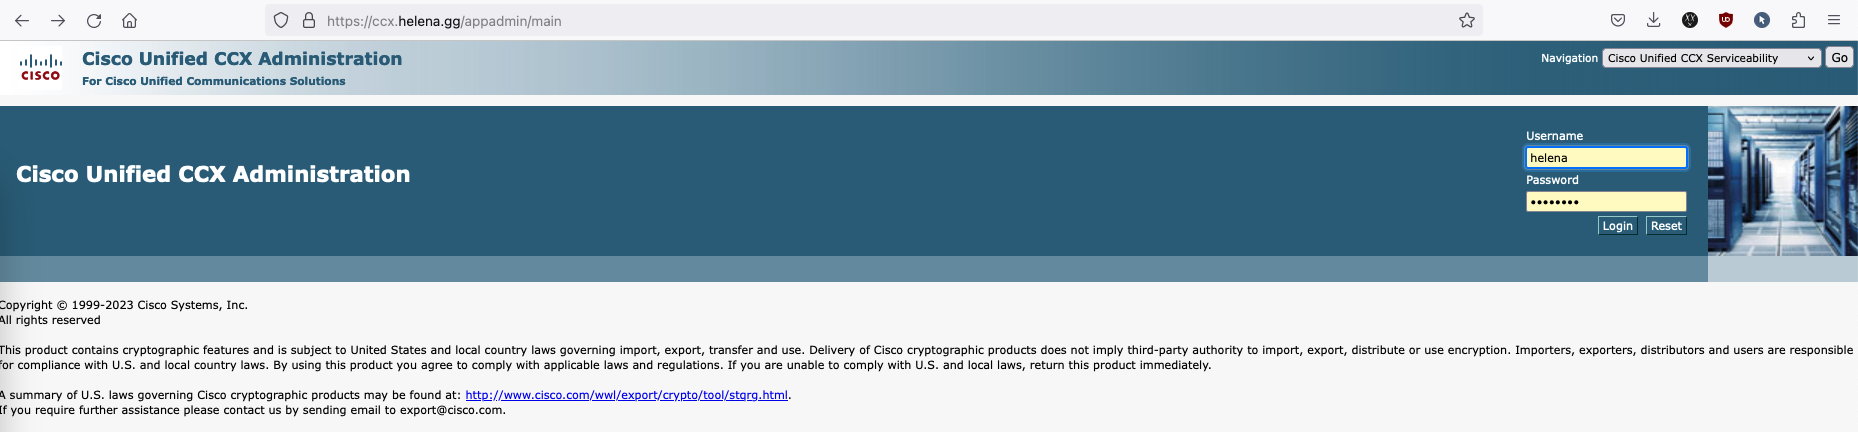 https://ccx.helena.gg/appadmin/main
CISCO
Cisco Unified CCX Administration
For Cisco Unified Communications Solutions
Navigation Cisco Unified CCX Serviceability Go
Username
helena
Cisco Unified CCX Administration
Password
••••••••
Login Reset
Copyright © 1999-2023 Cisco Systems, Inc.
All rights reserved
This product contains cryptographic features and is subject to United States and local country laws governing import, export, transfer and use. Delivery of Cisco cryptographic products does not imply third-party authority to import, export, distribute or use encryption. Importers, exporters, distributors and users are responsible
for compliance with U.S. and local country laws. By using this product you agree to comply with applicable laws and regulations. If you are unable to comply with U.S. and local laws, return this product immediately.
A summary of U.S. laws governing Cisco cryptographic products may be found at: http://www.cisco.com/wwl/export/crypto/tool/stqrg.html.
If you require further assistance please contact us by sending email to export@cisco.com.